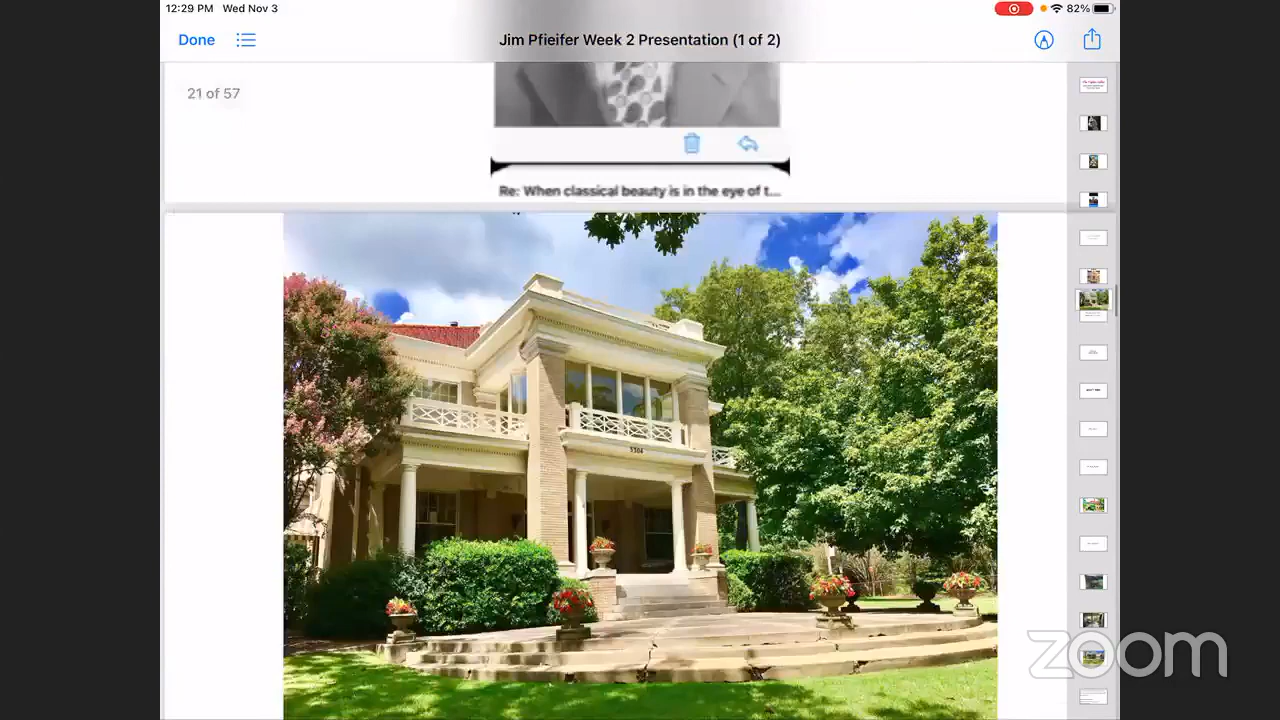 12:29 PM Wed Nov 3
82%
Done
Jim Pfieifer Week 2 Presentation (1 of 2)
21 of 57
Re: When classical beauty is in the eye of t...
5304
zoom